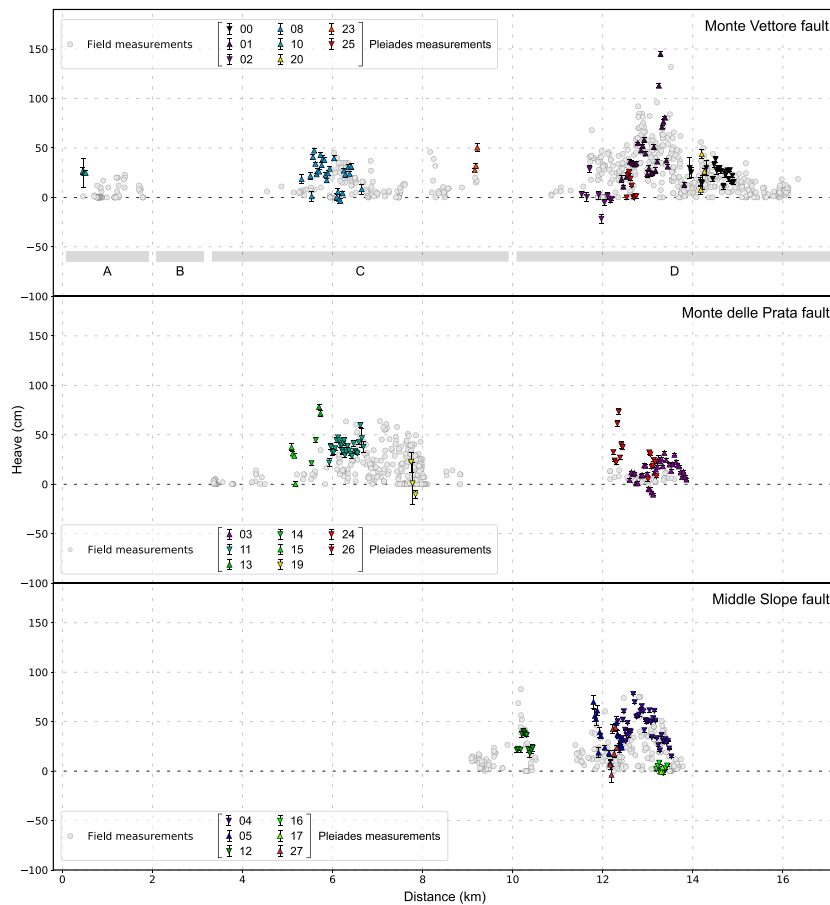 Monte Vettore fault
Field measurements
00 08 23
01 10 25
02 20
Pleiades measurements
150
100
50
0
−50
A B C D
−100
Monte delle Prata fault
150
100
50
0
−50
Heave (cm)
Field measurements
03 14 24
11 15 26
13 19
Pleiades measurements
−100
Middle Slope fault
150
100
50
0
−50
Field measurements
04 16
05 17
12 27
Pleiades measurements
−100
0 2 4 6 8 10 12 14 16
Distance (km)